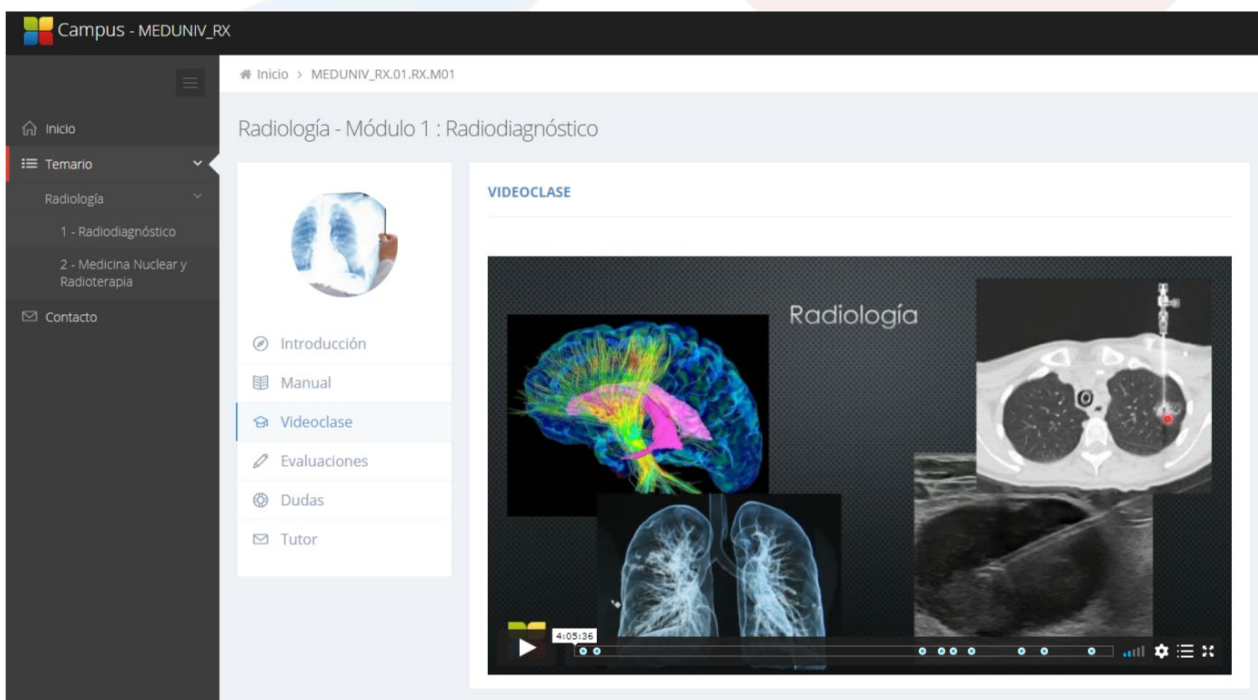 Campus - MEDUNIV_RX
Inicio > MEDUNIV_RX.01.RX.M01
Inicio
Temario
Radiología
1 - Radiodiagnóstico
2 - Medicina Nuclear y
Radioterapia
Contacto
Radiología - Módulo 1 : Radiodiagnóstico
Introducción
Manual
Videoclase
Evaluaciones
Dudas
Tutor
VIDEOCLASE
Radiología
4:05:36